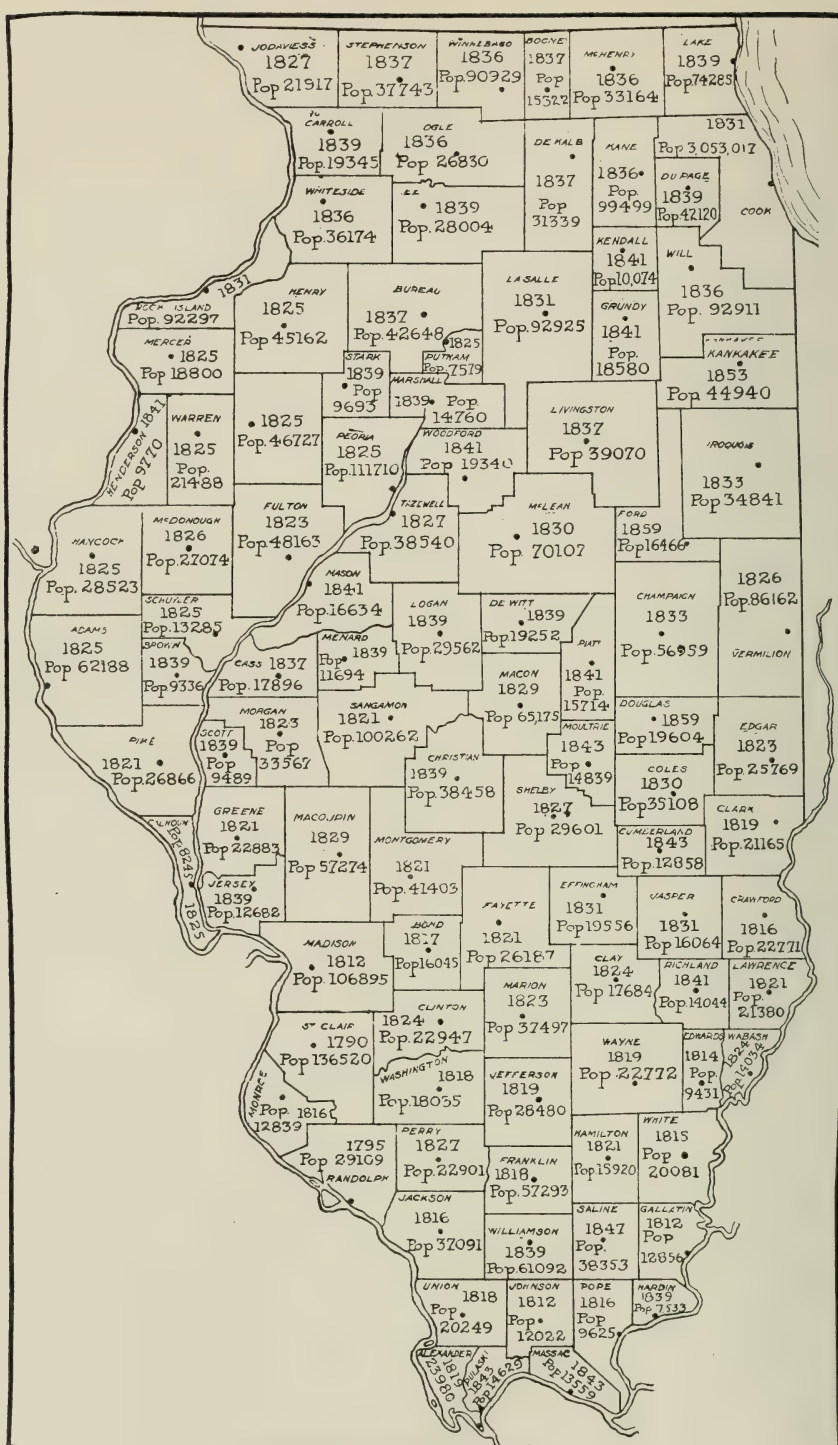 JODAVIESS
1827
Pop 21917
STEPHENSON
1837
Pop. 37743
WINNEBAGO
1836
Pop. 90929
BOONE
1837
Pop
15322
McHENRY
1836
Pop 33164
LAKE
1839
Pop. 74285
CARROLL
1839
Pop. 19345
OGLE
1836
Pop 26830
DE KALB
1837
Pop
31339
KANE
1836
Pop.
99499
1831
Pop 3,053,017
COOK
DU PAGE
1839
Pop. 42120
WHITESIDE
1836
Pop. 36174
EE
1839
Pop. 28004
KENDALL
1841
Pop 10,074
WILL
1836
Pop. 92911
ROCK ISLAND
1831
Pop. 92297
HENRY
1825
Pop 45162
BUREAU
1837
Pop. 42648
LASALLE
1831
Pop. 92925
GRUNDY
1841
Pop.
18580
KANKAKEE
1853
Pop 44940
MERCER
1825
Pop 18800
STARK
1839
Pop
9693
1825
PUTNAM
Pop. 7579
MARSHALL
1839 Pop.
14760
HENDERSON 1841
Pop 9770
WARREN
1825
Pop.
21488
1825
Pop. 46727
PEORIA
1825
Pop. 111710
WOODFORD
1841
Pop 19340
LIVINGSTON
1837
Pop 39070
IROQUOIS
1833
Pop 34841
HAYCOCK
1825
Pop. 28523
McDONOUGH
1826
Pop. 27074
FULTON
1823
Pop. 48163
TAZEWELL
1827
Pop. 38540
McLEAN
1830
Pop. 70107
FORD
1859
Pop 16466
MASON
1841
Pop. 16634
SCHUYLER
1825
Pop. 13285
ADAMS
1825
Pop 62188
BROWN
1839
Pop 9336
CASS 1837
Pop. 17896
MENARD
1839
Pop
11694
LOGAN
1839
Pop. 29562
DE WITT
1839
Pop. 19252
PIATT
1841
Pop.
15714
CHAMPAIGN
1833
Pop. 56959
1826
Pop. 86162
VERMILION
PIKE
1821
Pop. 26866
SCOTT
1839
Pop
9489
MORGAN
1823
Pop
33567
SANGAMON
1821
Pop. 100262
MACON
1829
Pop 65,175
CHRISTIAN
1839
Pop. 38458
MOULTRIE
1843
Pop
14839
DOUGLAS
1859
Pop 19604
EDGAR
1823
Pop. 25769
COLES
1830
Pop 35108
SHELBY
1827
Pop 29601
CUMBERLAND
1843
Pop. 12858
CLARK
1819
Pop. 21165
CALHOUN
Pop 8245
1825
GREENE
1821
Pop 22883
JERSEY
1839
Pop. 12682
MACOUPIN
1829
Pop 57274
MONTGOMERY
1821
Pop. 41403
FAYETTE
1821
Pop 26187
EFFINGHAM
1831
Pop 19556
JASPER
1831
Pop 16064
CRAWFORD
1816
Pop. 22771
MADISON
1812
Pop 106895
BOND
1817
Pop 16045
CLAY
1824
Pop 17684
RICHLAND
1841
Pop. 14044
LAWRENCE
1821
Pop.
21380
ST CLAIR
1790
Pop 136520
CLINTON
1824
Pop. 22947
MARION
1823
Pop 37497
WASHINGTON
1818
Pop. 18035
JEFFERSON
1819
Pop 28480
WAYNE
1819
Pop. 22772
EDWARDS
1814
Pop.
9431
WABASH
1824
Pop. 14034
MONROE
1816
Pop.
12839
1795
Pop 29109
RANDOLPH
PERRY
1827
Pop. 22901
FRANKLIN
1818
Pop. 57293
HAMILTON
1821
Pop 15920
WHITE
1815
Pop
20081
JACKSON
1816
Pop 37091
WILLIAMSON
1839
Pop. 61092
SALINE
1847
Pop.
38353
GALLATIN
1812
Pop
12856
UNION
1818
Pop
20249
JOHNSON
1812
Pop
12022
POPE
1816
Pop
9625
HARDIN
1839
Pop 7,533
ALEXANDER
1819
23980
PULASKI
1843
Pop 14629
MASSAC
1843
Pop 13559